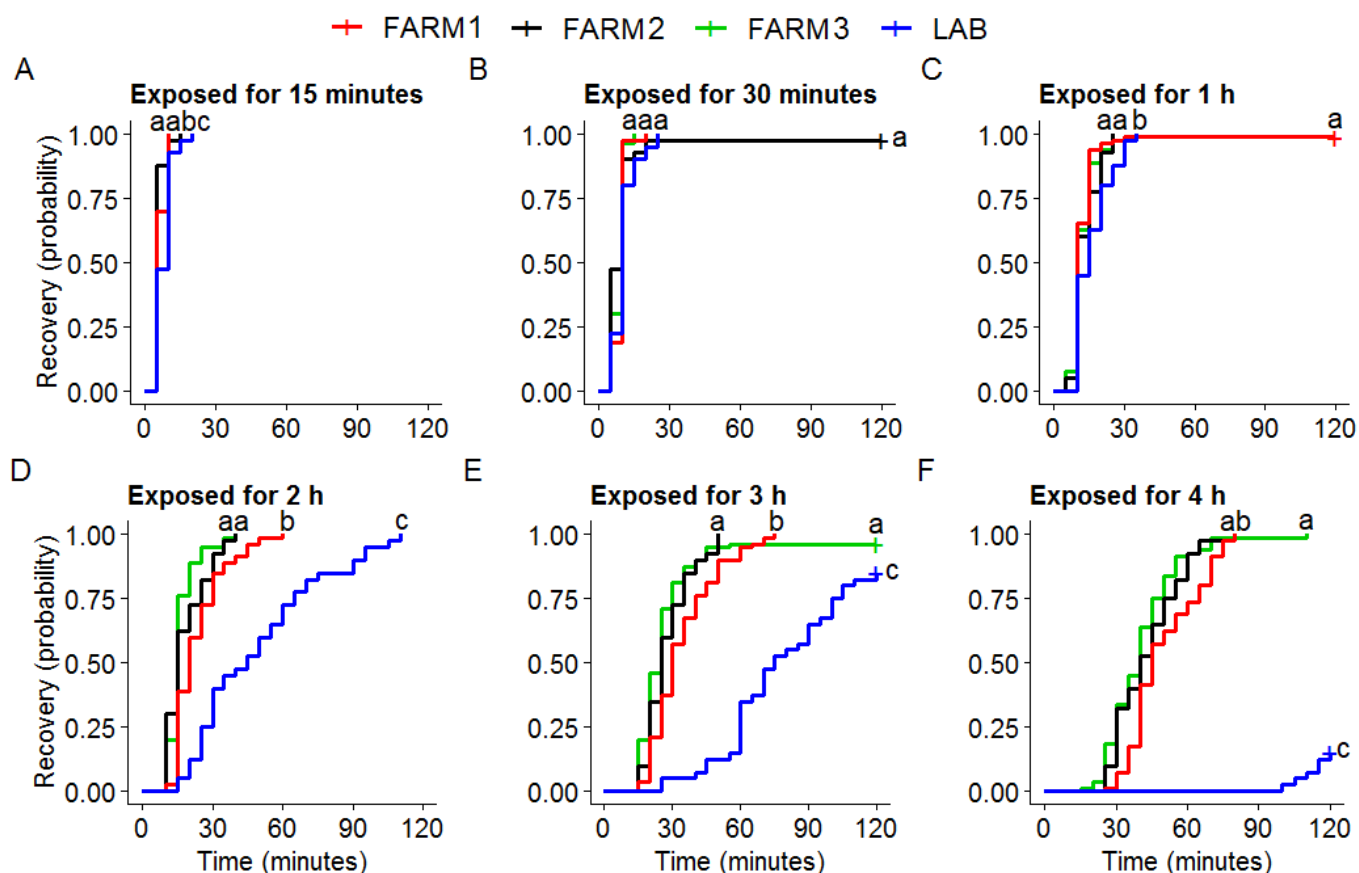 FARM1 FARM2 FARM3 LAB
A
Exposed for 15 minutes
aabc
1.00
0.75
0.50
0.25
0.00
Recovery (probability)
0 30 60 90 120
B
Exposed for 30 minutes
aaa
a
1.00
0.75
0.50
0.25
0.00
0 30 60 90 120
C
Exposed for 1 h
aa b
a
1.00
0.75
0.50
0.25
0.00
0 30 60 90 120
D
Exposed for 2 h
aa b c
1.00
0.75
0.50
0.25
0.00
Recovery (probability)
0 30 60 90 120
Time (minutes)
E
Exposed for 3 h
a b a
c
1.00
0.75
0.50
0.25
0.00
0 30 60 90 120
Time (minutes)
F
Exposed for 4 h
ab a
c
1.00
0.75
0.50
0.25
0.00
0 30 60 90 120
Time (minutes)